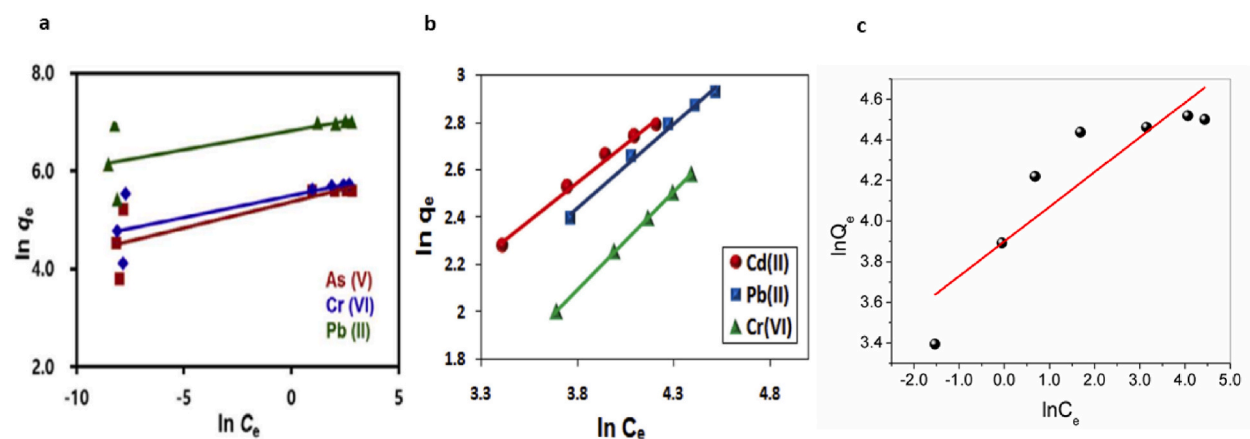 a
8.0
6.0
4.0
2.0
-10
-5
0
5
ln qe
ln Ce
As (V)
Cr (VI)
Pb (II)
b
3
2.8
2.6
2.4
2.2
2
1.8
3.3
3.8
4.3
4.8
ln qe
ln Ce
Cd(II)
Pb(II)
Cr(VI)
c
4.6
4.4
4.2
4.0
3.8
3.6
3.4
-2.0
-1.0
0.0
1.0
2.0
3.0
4.0
5.0
lnQe
lnCe